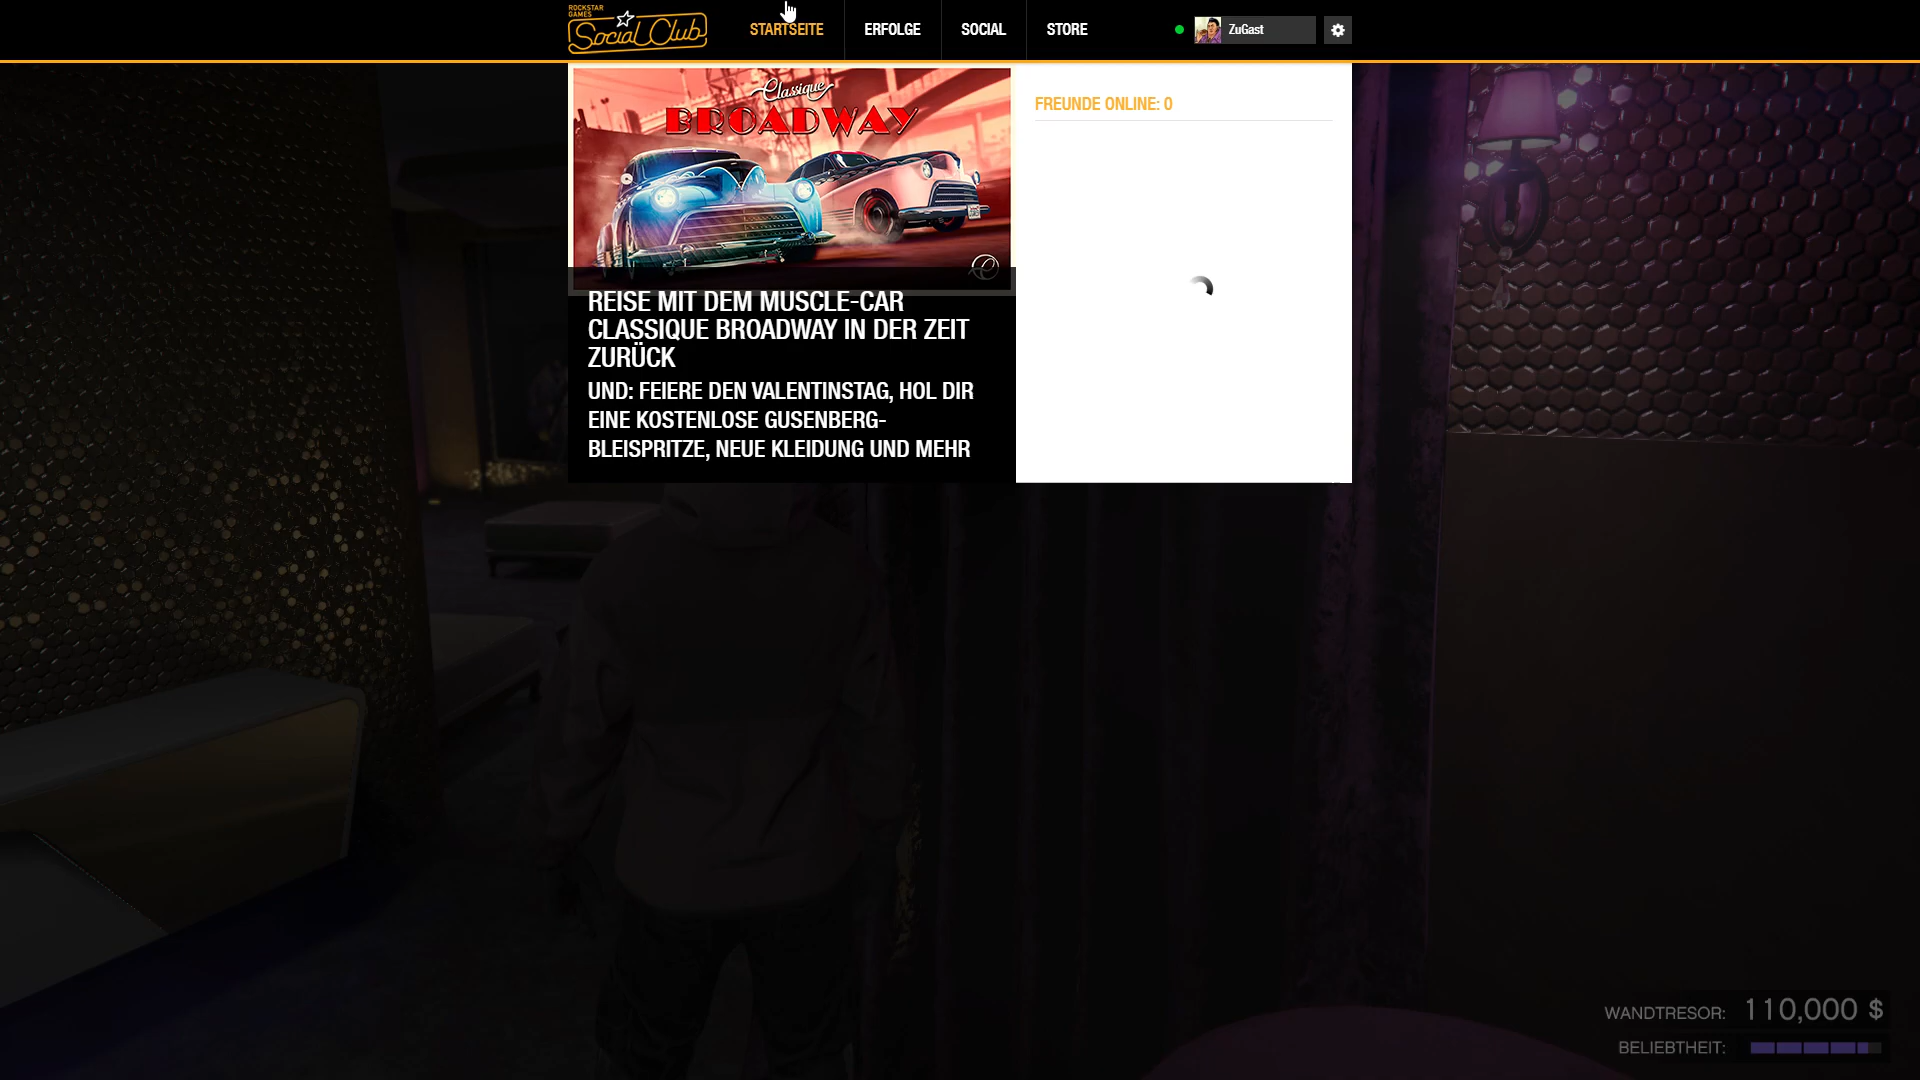 ROCKSTAR
GAMES
Social Club
STARTSEITE
ERFOLGE
SOCIAL
STORE
ZuGast
Classique
BROADWAY
FREUNDE ONLINE: 0
REISE MIT DEM MUSCLE-CAR
CLASSIQUE BROADWAY IN DER ZEIT
ZURÜCK
UND: FEIERE DEN VALENTINSTAG, HOL DIR
EINE KOSTENLOSE GUSENBERG-
BLEISPRITZE, NEUE KLEIDUNG UND MEHR
WANDTRESOR: 110,000 $
BELIEBTHEIT: